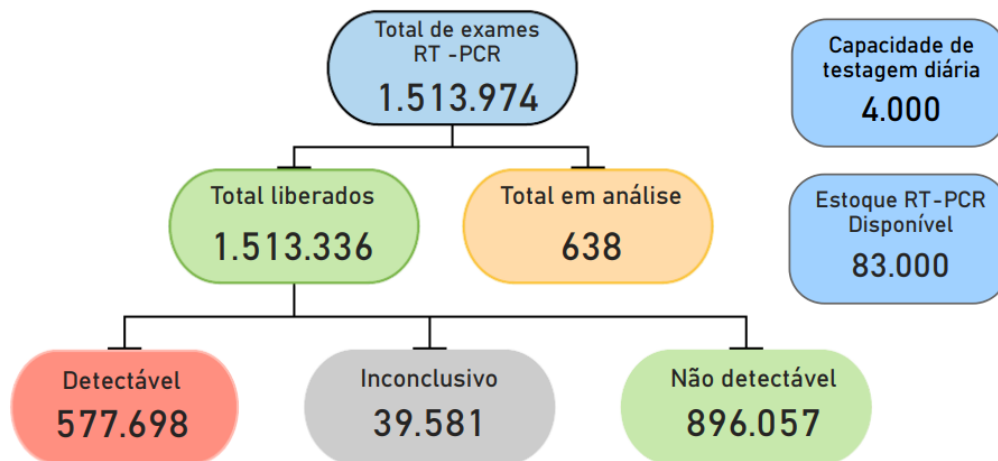 Total de exames
RT -PCR
1.513.974
Capacidade de
testagem diária
4.000
Total liberados
1.513.336
Total em análise
638
Estoque RT-PCR
Disponível
83.000
Detectável
577.698
Inconclusivo
39.581
Não detectável
896.057